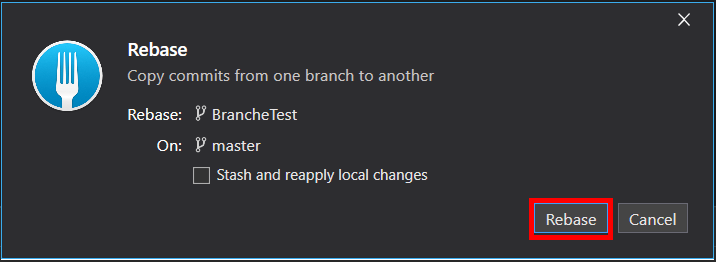 Rebase
Copy commits from one branch to another
Rebase: BrancheTest
On: master
Stash and reapply local changes
Rebase Cancel